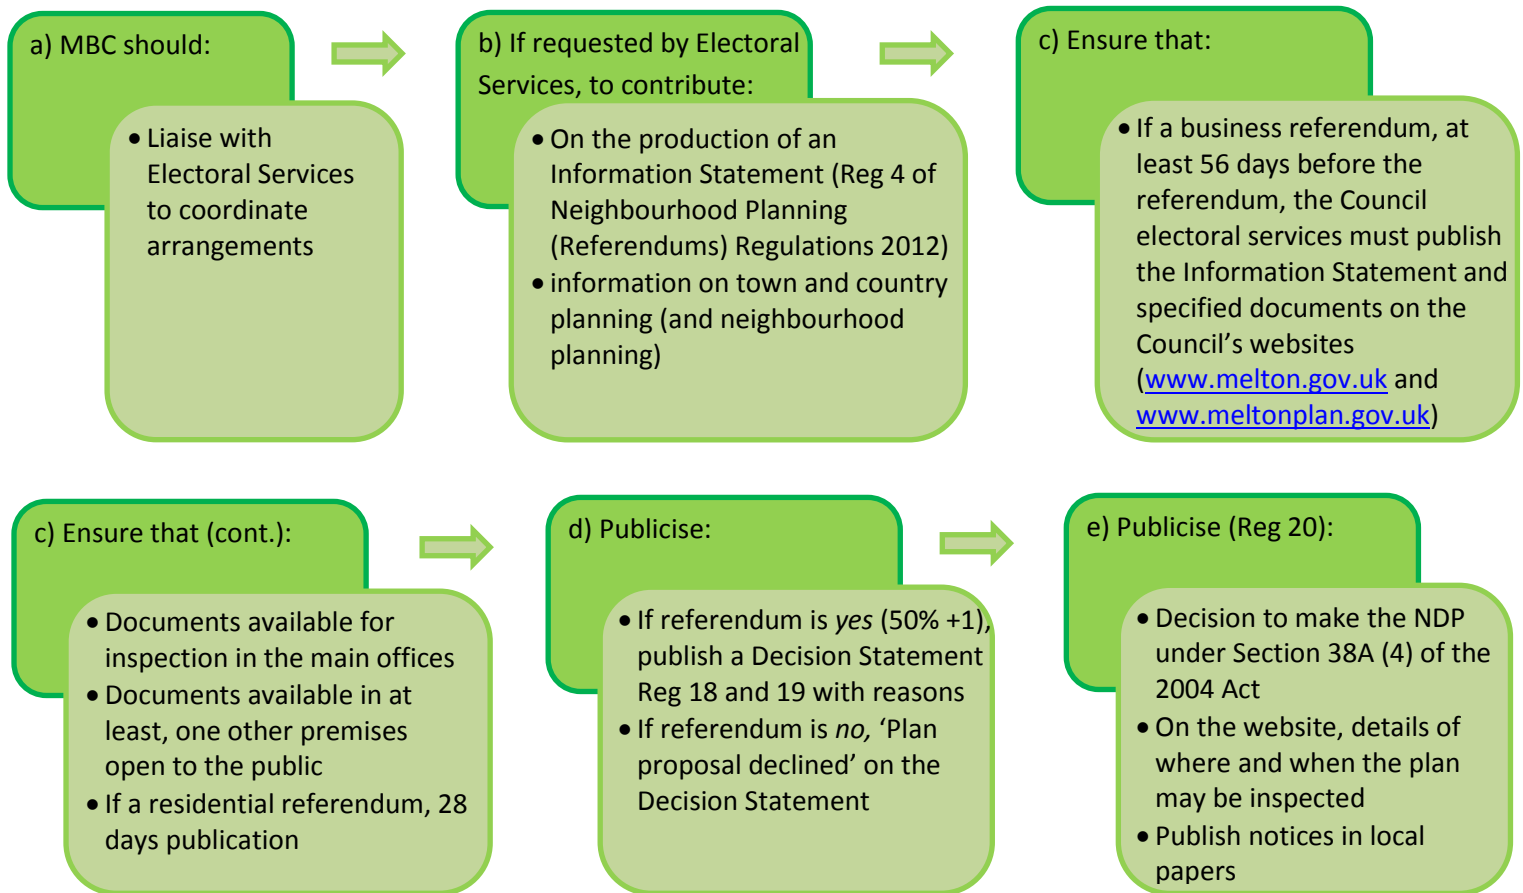 a) MBC should:
• Liaise with
Electoral Services
to coordinate
arrangements
b) If requested by Electoral
Services, to contribute:
• On the production of an
Information Statement (Reg 4 of
Neighbourhood Planning
(Referendums) Regulations 2012)
• information on town and country
planning (and neighbourhood
planning)
c) Ensure that:
• If a business referendum, at
least 56 days before the
referendum, the Council
electoral services must publish
the Information Statement and
specified documents on the
Council’s websites
(www.melton.gov.uk and
www.meltonplan.gov.uk)
c) Ensure that (cont.):
• Documents available for
inspection in the main offices
• Documents available in at
least, one other premises
open to the public
• If a residential referendum, 28
days publication
d) Publicise:
• If referendum is yes (50% +1),
publish a Decision Statement
Reg 18 and 19 with reasons
• If referendum is no, ‘Plan
proposal declined’ on the
Decision Statement
e) Publicise (Reg 20):
• Decision to make the NDP
under Section 38A (4) of the
2004 Act
• On the website, details of
where and when the plan
may be inspected
• Publish notices in local
papers